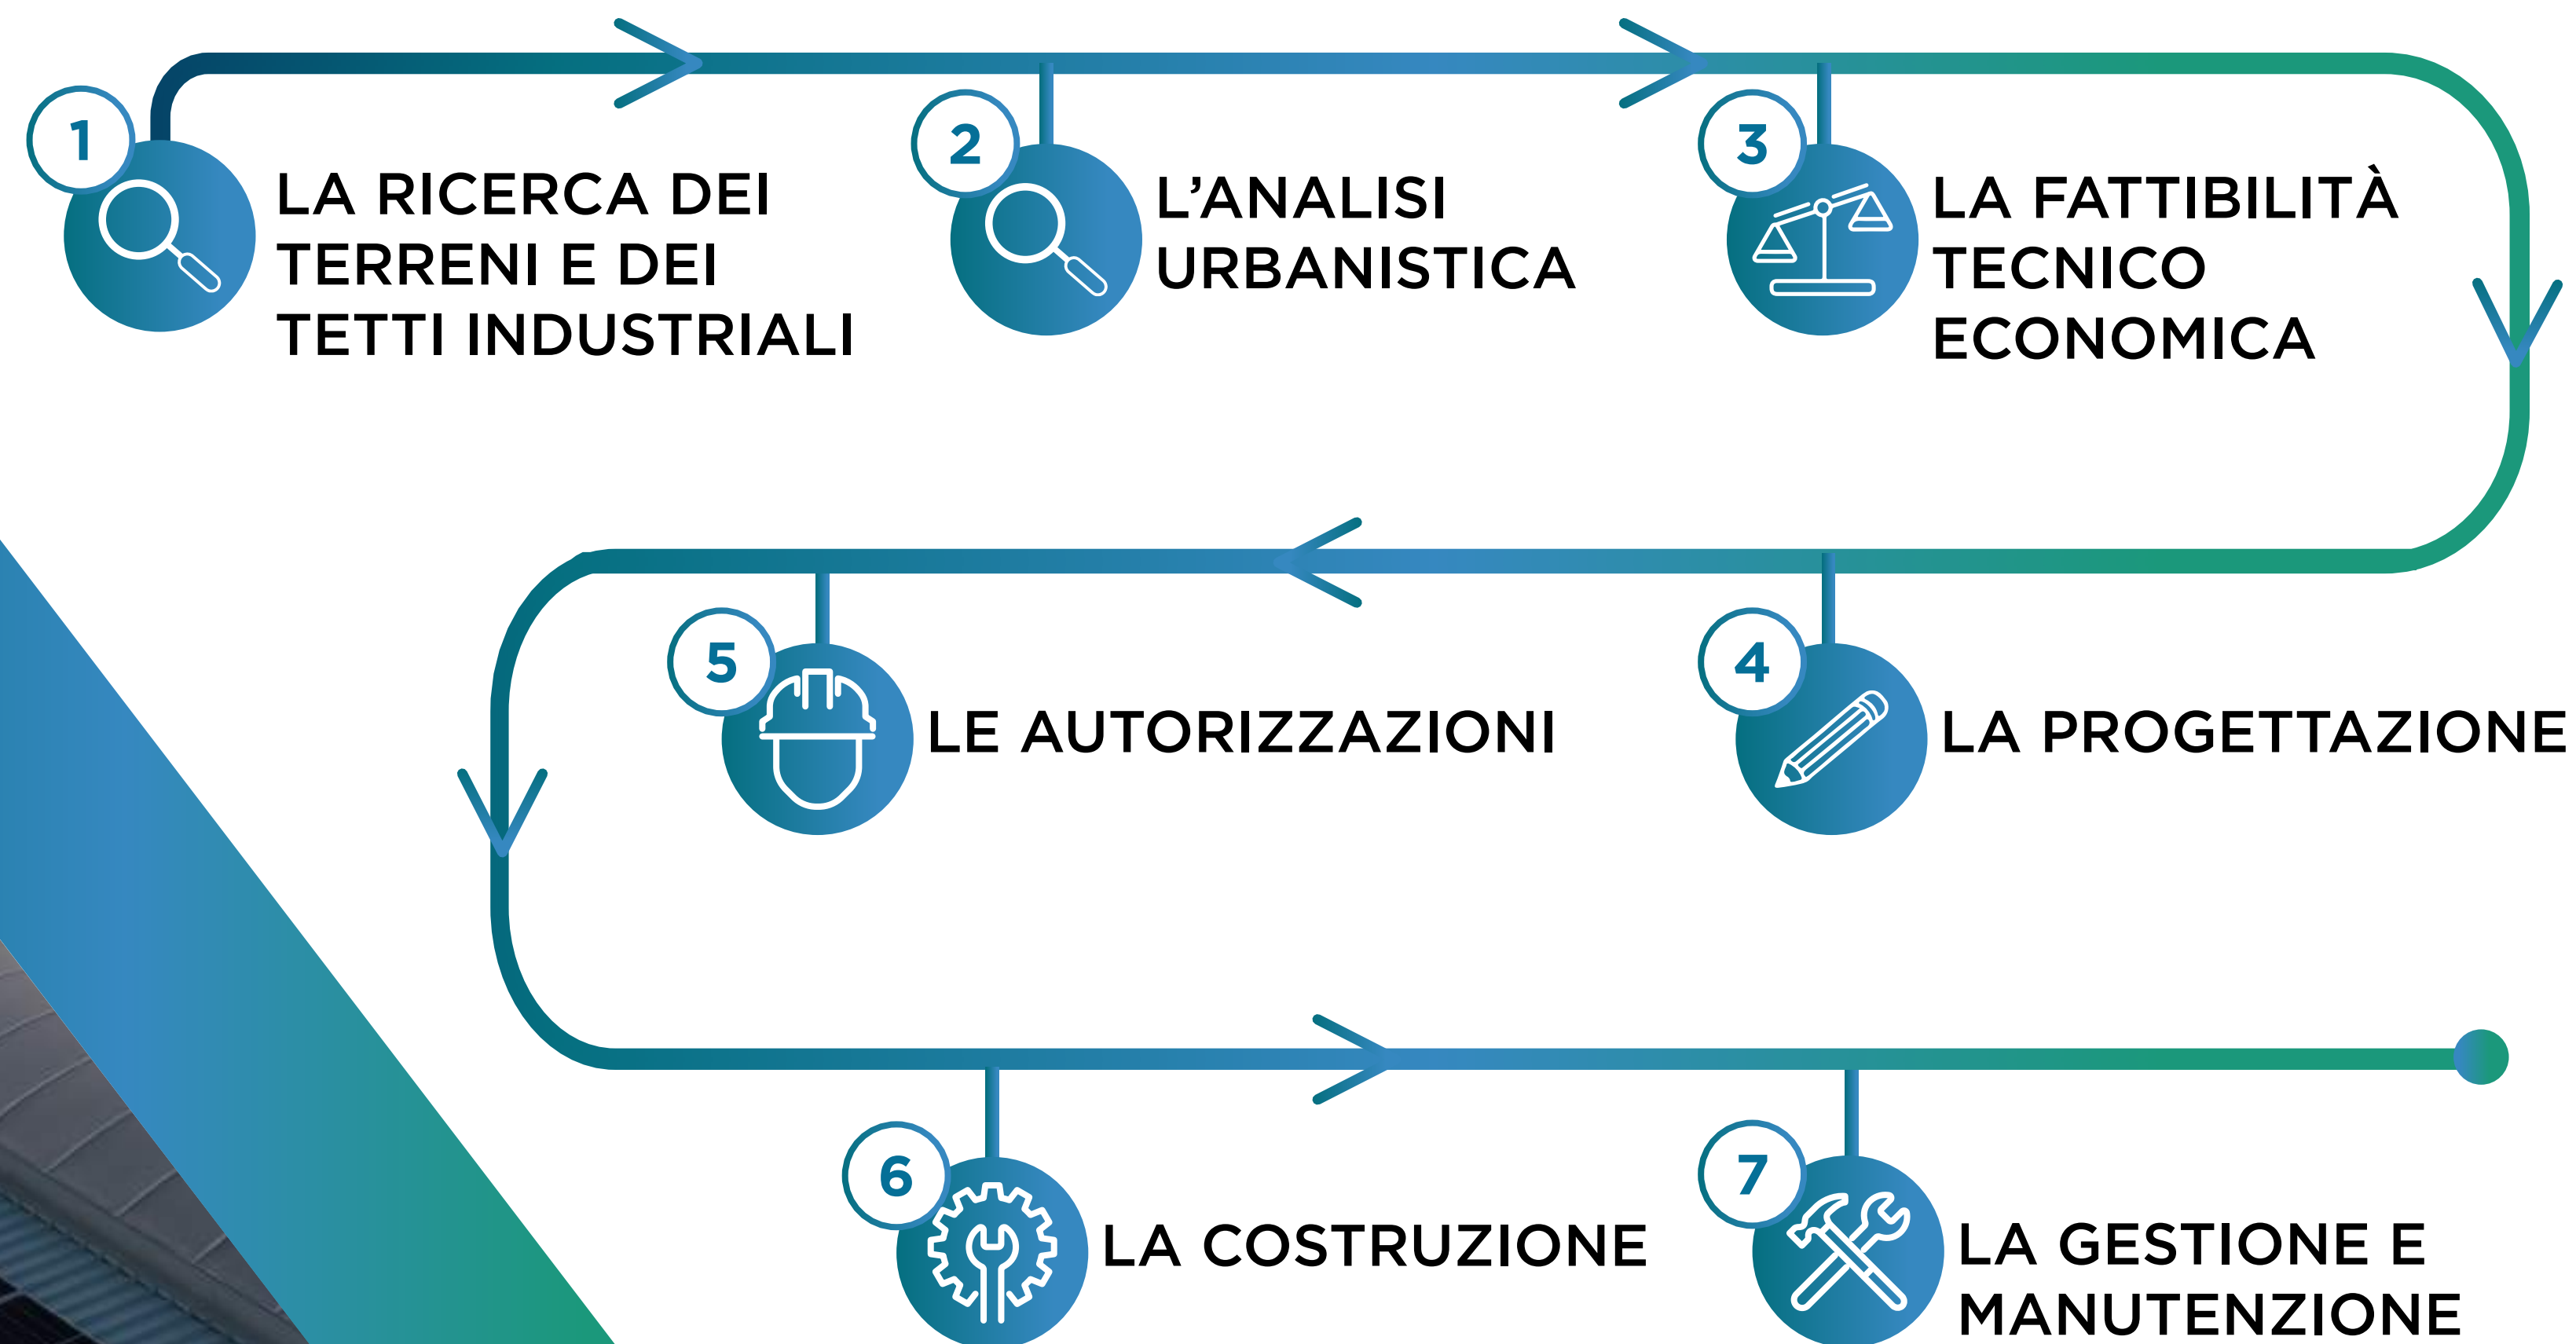 1
LA RICERCA DEI
TERRENI E DEI
TETTI INDUSTRIALI
2
L’ANALISI
URBANISTICA
3
LA FATTIBILITÀ
TECNICO
ECONOMICA
4
LA PROGETTAZIONE
5
LE AUTORIZZAZIONI
6
LA COSTRUZIONE
7
LA GESTIONE E
MANUTENZIONE